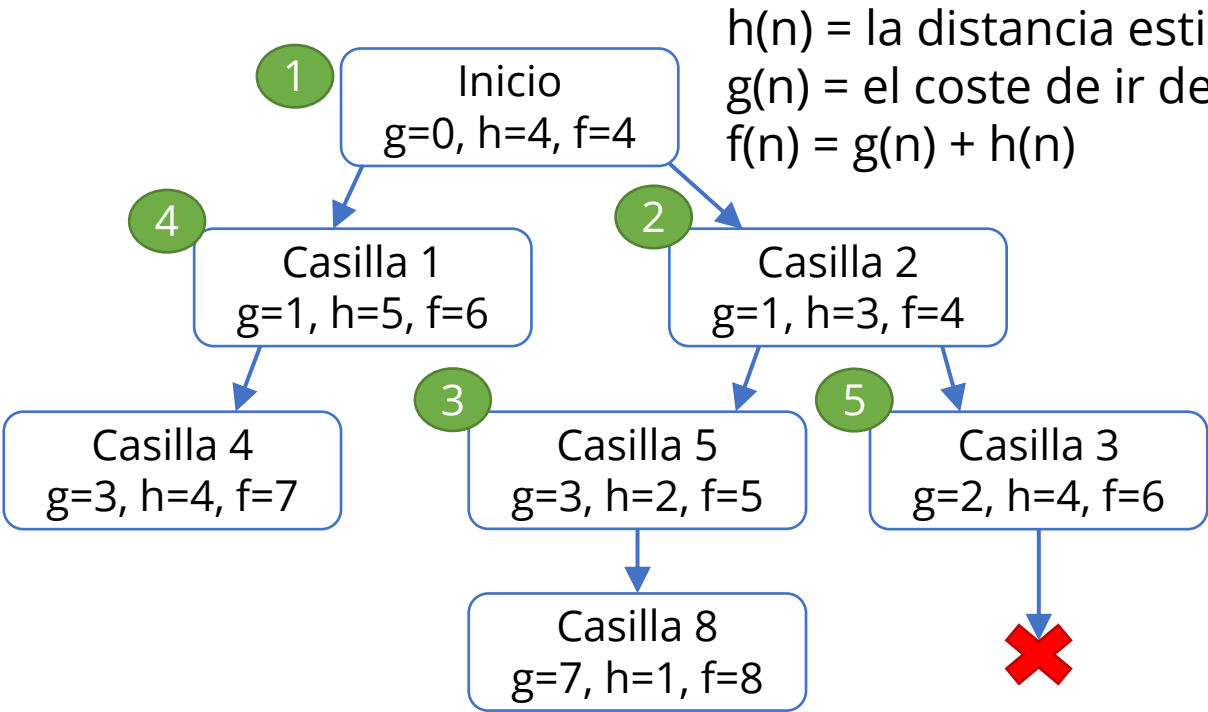 h(n) = la distancia esti
g(n) = el coste de ir de
f(n) = g(n) + h(n)
1
Inicio
g=0, h=4, f=4
4
Casilla 1
g=1, h=5, f=6
2
Casilla 2
g=1, h=3, f=4
Casilla 4
g=3, h=4, f=7
3
Casilla 5
g=3, h=2, f=5
5
Casilla 3
g=2, h=4, f=6
Casilla 8
g=7, h=1, f=8